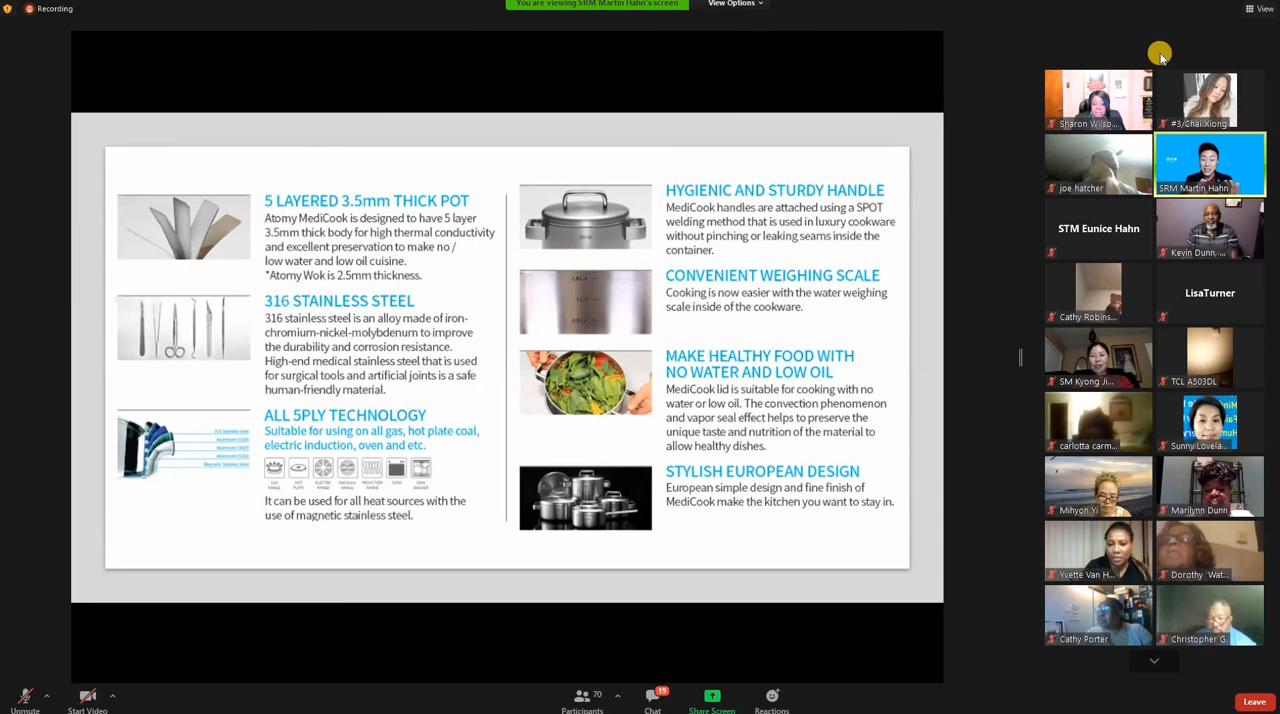 Recording
You are viewing SRM Martin Hahn's screen
View Options
View
5 LAYERED 3.5mm THICK POT
Atomy MediCook is designed to have 5 layer
3.5mm thick body for high thermal conductivity
and excellent preservation to make no /
low water and low oil cuisine.
*Atomy Wok is 2.5mm thickness.
316 STAINLESS STEEL
316 stainless steel is an alloy made of iron-
chromium-nickel-molybdenum to improve
the durability and corrosion resistance.
High-end medical stainless steel that is used
for surgical tools and artificial joints is a safe
human-friendly material.
ALL 5PLY TECHNOLOGY
Suitable for using on all gas, hot plate coal,
electric induction, oven and etc.
It can be used for all heat sources with the
use of magnetic stainless steel.
HYGIENIC AND STURDY HANDLE
MediCook handles are attached using a SPOT
welding method that is used in luxury cookware
without pinching or leaking seams inside the
container.
CONVENIENT WEIGHING SCALE
Cooking is now easier with the water weighing
scale inside of the cookware.
MAKE HEALTHY FOOD WITH
NO WATER AND LOW OIL
MediCook lid is suitable for cooking with no
water or low oil. The convection phenomenon
and vapor seal effect helps to preserve the
unique taste and nutrition of the material to
allow healthy dishes.
STYLISH EUROPEAN DESIGN
European simple design and fine finish of
MediCook make the kitchen you want to stay in.
Sharon Wilso...
#3/Chai Xiong
joe hatcher
SRM Martin Hahn
STM Eunice Hahn
Kevin Dunn, ...
Cathy Robins...
LisaTurner
SM Kyong Ji...
TCL A503DL
carlotta carm...
Sunny Lovela...
Mihyon Yi
Marilynn Dunn
Yvette Van H...
Dorothy "Wat...
Cathy Porter
Christopher G.
Unmute
Start Video
70
Participants
19
Chat
Share Screen
Reactions
Leave